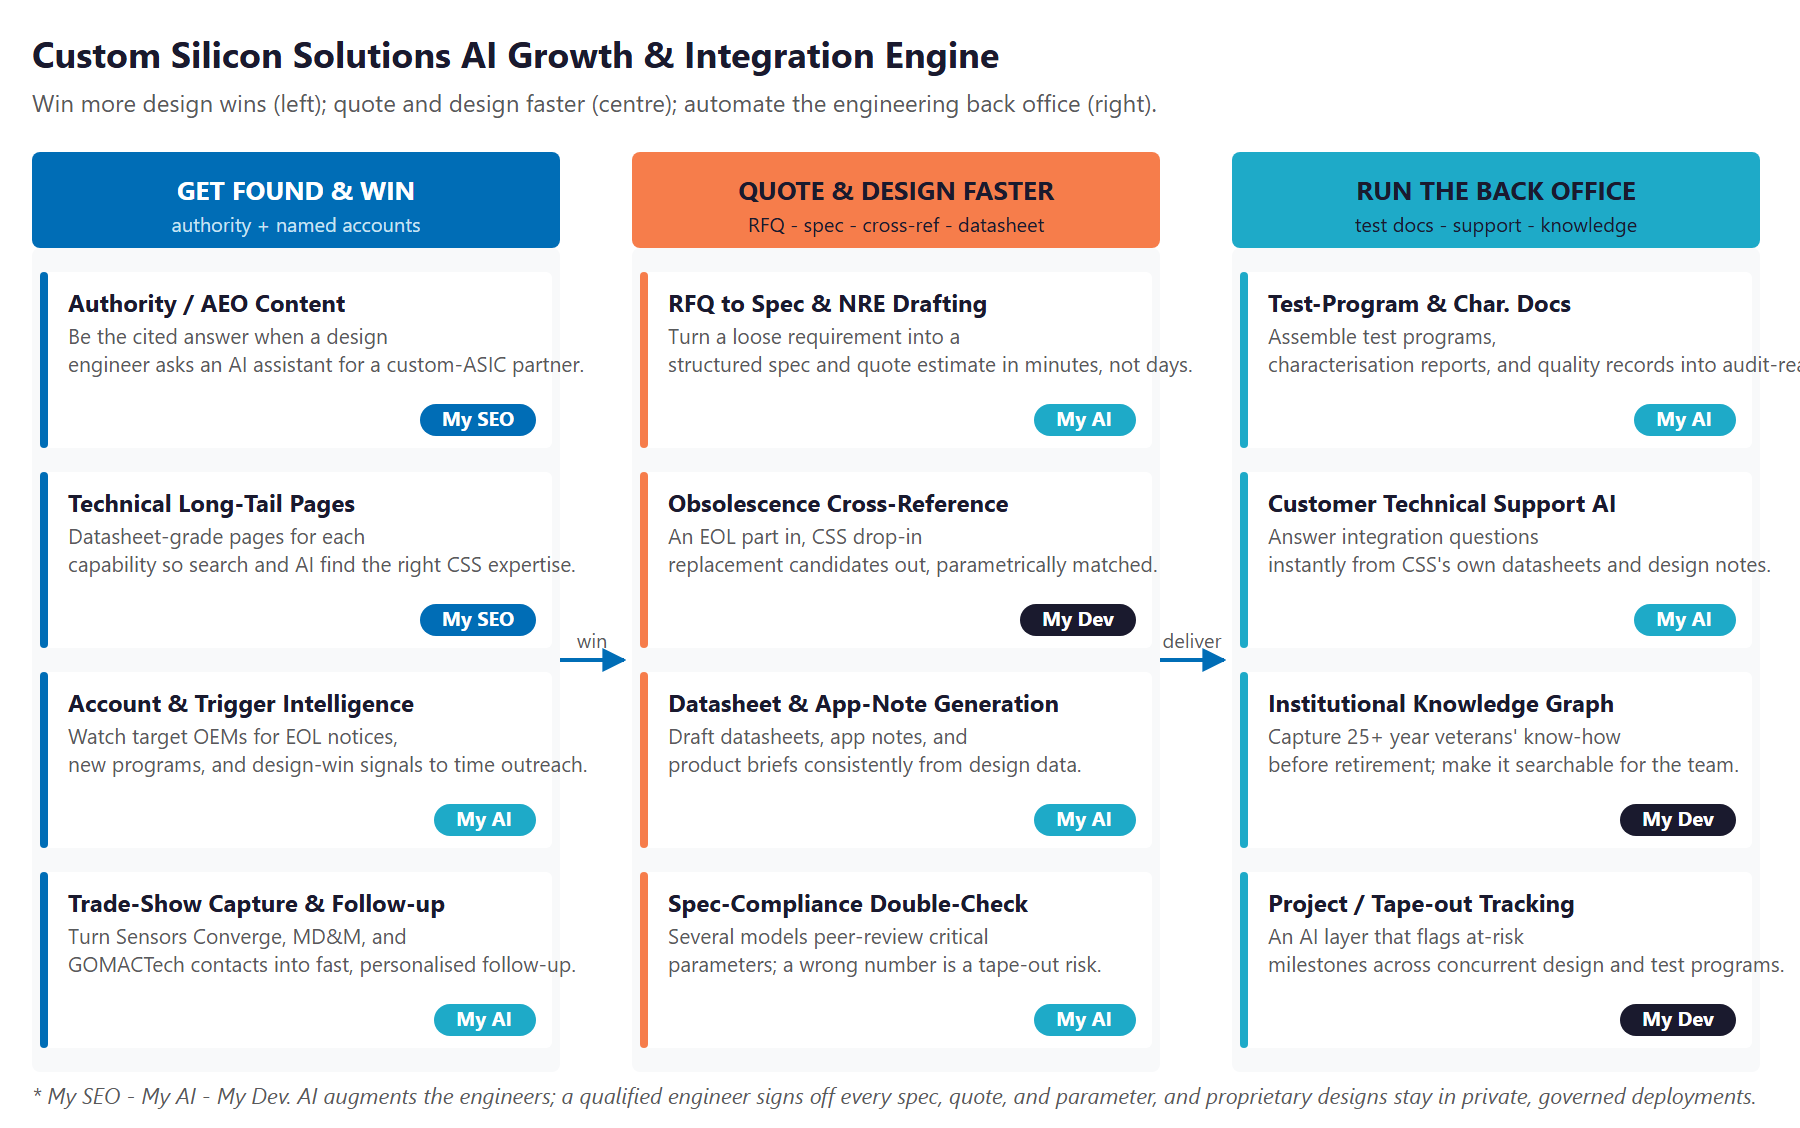 Custom Silicon Solutions AI Growth & Integration Engine
Win more design wins (left); quote and design faster (centre); automate the engineering back office (right).
GET FOUND & WIN
authority + named accounts
Authority / AEO Content
Be the cited answer when a design
engineer asks an AI assistant for a custom-ASIC partner.
My SEO
Technical Long-Tail Pages
Datasheet-grade pages for each
capability so search and AI find the right CSS expertise.
My SEO
Account & Trigger Intelligence
Watch target OEMs for EOL notices,
new programs, and design-win signals to time outreach.
My AI
Trade-Show Capture & Follow-up
Turn Sensors Converge, MD&M, and
GOMACTech contacts into fast, personalised follow-up.
My AI
win
QUOTE & DESIGN FASTER
RFQ - spec - cross-ref - datasheet
RFQ to Spec & NRE Drafting
Turn a loose requirement into a
structured spec and quote estimate in minutes, not days.
My AI
Obsolescence Cross-Reference
An EOL part in, CSS drop-in
replacement candidates out, parametrically matched.
My Dev
Datasheet & App-Note Generation
Draft datasheets, app notes, and
product briefs consistently from design data.
My AI
Spec-Compliance Double-Check
Several models peer-review critical
parameters; a wrong number is a tape-out risk.
My AI
deliver
RUN THE BACK OFFICE
test docs - support - knowledge
Test-Program & Char. Docs
Assemble test programs,
characterisation reports, and quality records into
My AI
Customer Technical Support AI
Answer integration questions
instantly from CSS's own datasheets and design notes.
My AI
Institutional Knowledge Graph
Capture 25+ year veterans' know-how
before retirement; make it searchable for the team.
My Dev
Project / Tape-out Tracking
An AI layer that flags at-risk
milestones across concurrent design and test programs.
My Dev
* My SEO - My AI - My Dev. AI augments the engineers; a qualified engineer signs off every spec, quote, and parameter, and proprietary designs stay in private, governed deployments.